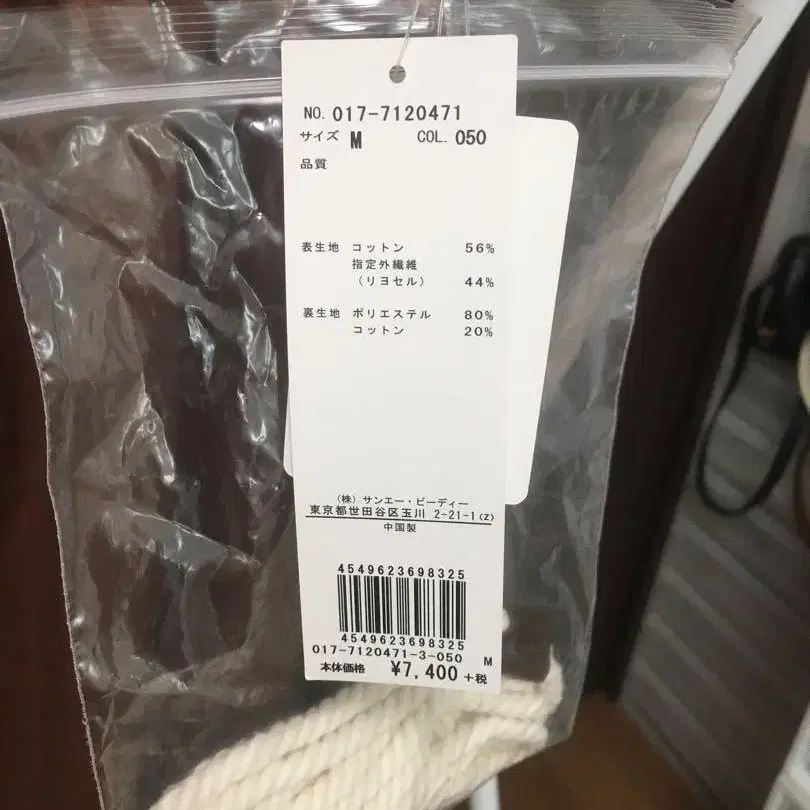 NO. 017-7120471
サイズ M COL. 050
品質
表生地 コットン 56%
指定外繊維
(リヨセル) 44%
裏生地 ポリエステル 80%
コットン 20%
(株) サンエー・ビーディー
東京都世田谷区玉川 2-21-1(Z)
中国製
4549623698325
4549623698325
017-7120471-3-050 M
本体価格 ¥7,400 +税